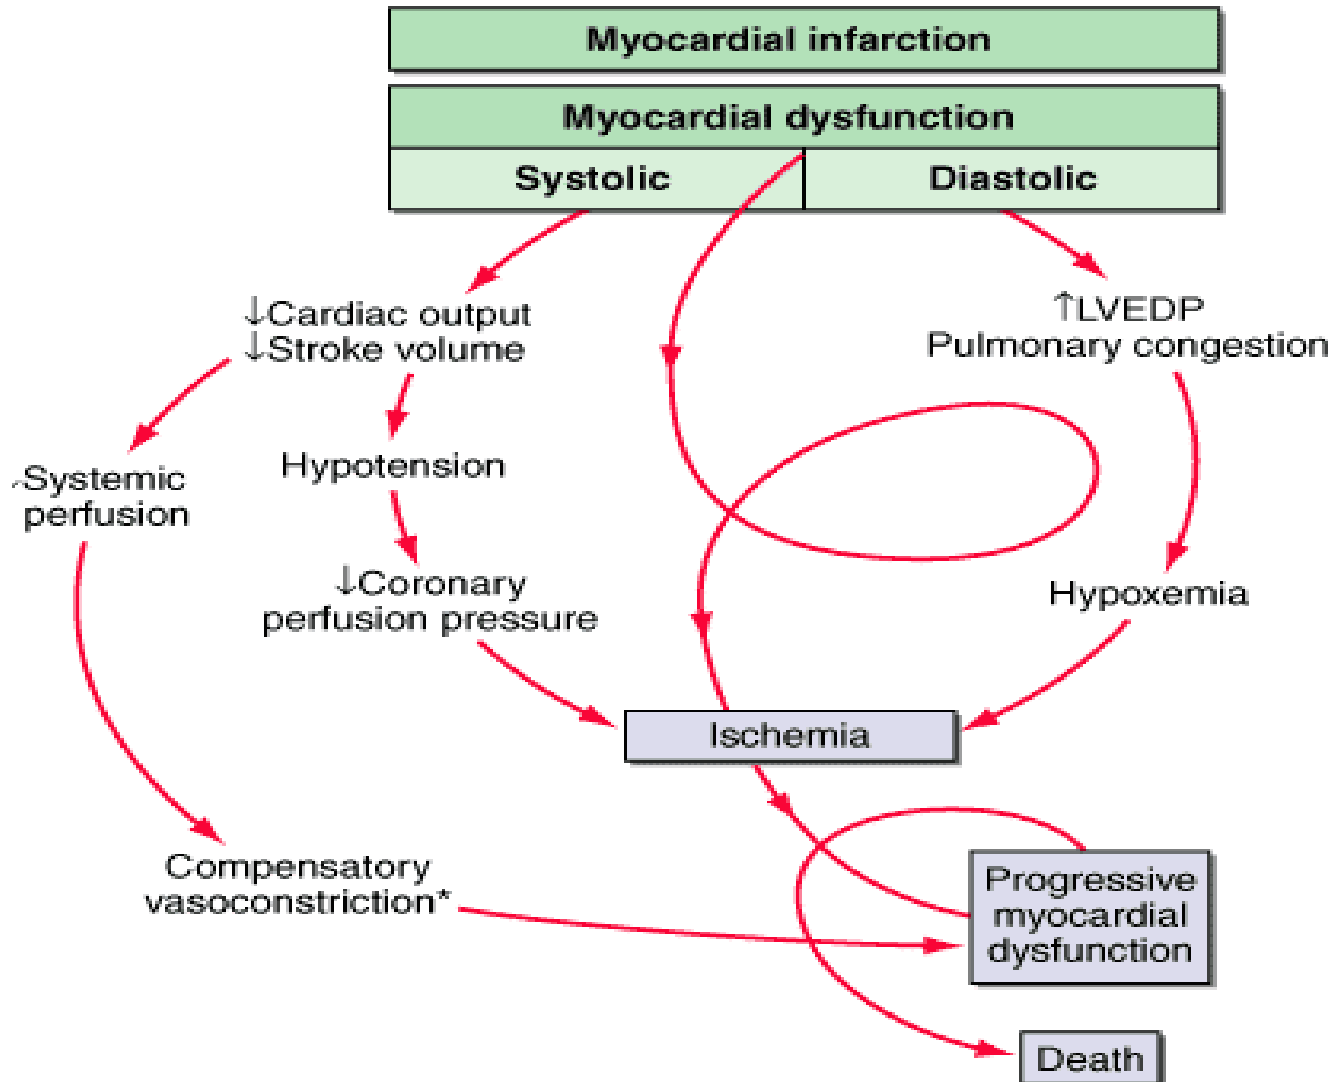 Myocardial infarction
Myocardial dysfunction
Systolic
Diastolic
↓Cardiac output
↓Stroke volume
↑LVEDP
Pulmonary congestion
Systemic
perfusion
Hypotension
↓Coronary
perfusion pressure
Hypoxemia
Ischemia
Compensatory
vasoconstriction*
Progressive
myocardial
dysfunction
Death